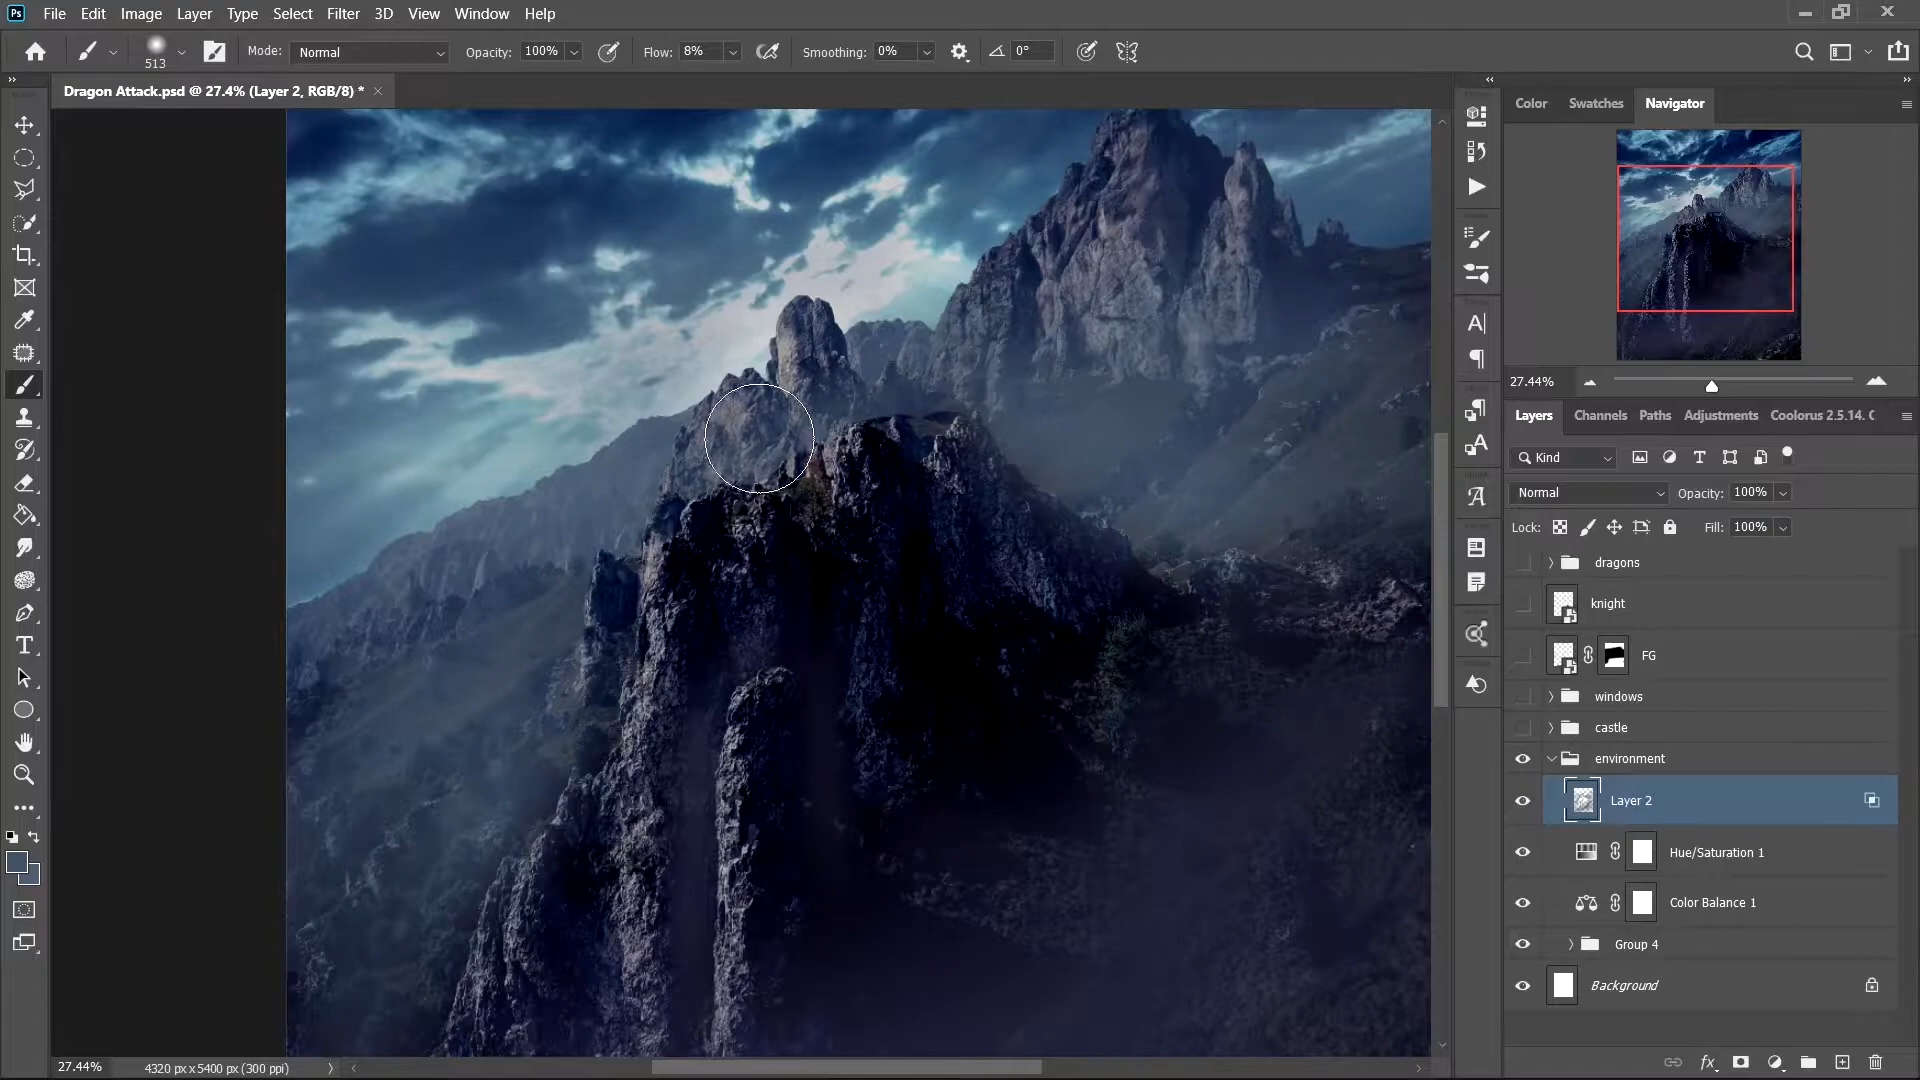 Ps File Edit Image Layer Type Select Filter 3D View Window Help
513 Mode: Normal Opacity: 100% Flow: 8% Smoothing: 0% 0°
Dragon Attack.psd @ 27.4% (Layer 2, RGB/8) *
Color Swatches Navigator
27.44%
Layers Channels Paths Adjustments Coolorus 2.5.14. (
Kind
Normal Opacity: 100%
Lock: Fill: 100%
dragons
knight
FG
windows
castle
environment
Layer 2
Hue/Saturation 1
Color Balance 1
Group 4
Background
27.44% 4320 px x 5400 px (300 ppi)
fx